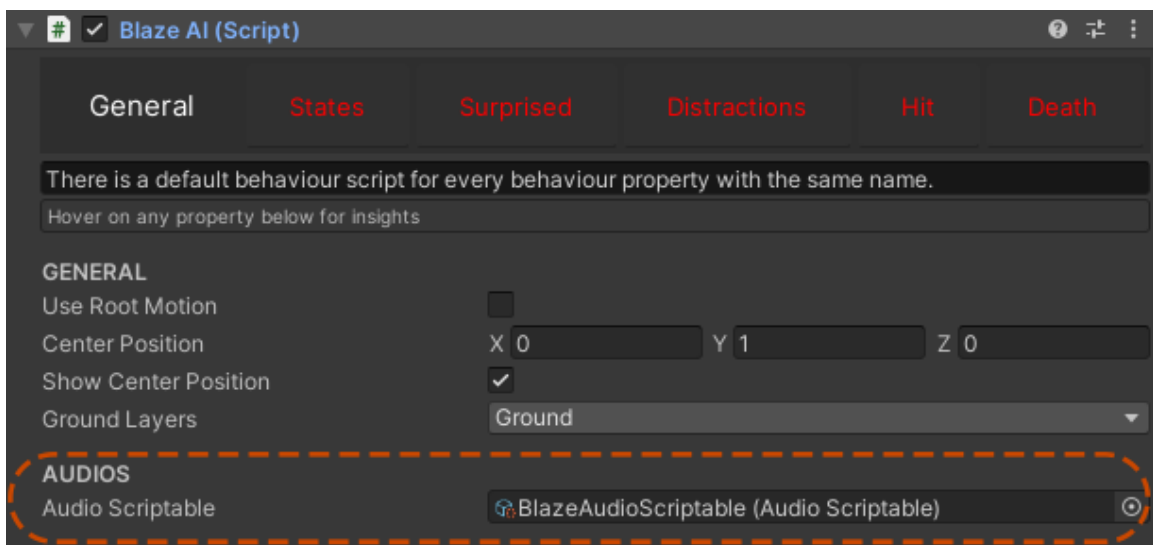 # Blaze AI (Script)
General States Surprised Distractions Hit Death
There is a default behaviour script for every behaviour property with the same name.
Hover on any property below for insights
GENERAL
Use Root Motion
Center Position X 0 Y 1 Z 0
Show Center Position
Ground Layers Ground
AUDIOS
Audio Scriptable BlazeAudioScriptable (Audio Scriptable)